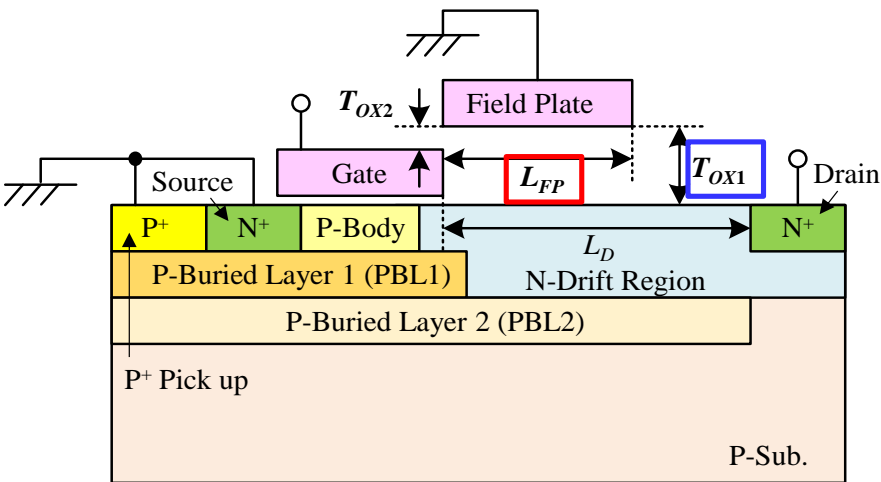 T_OX2
Field Plate
Gate
L_FP
T_OX1
Source
Drain
P⁺
N⁺
P-Body
L_D
N⁺
P-Buried Layer 1 (PBL1)
N-Drift Region
P-Buried Layer 2 (PBL2)
P⁺ Pick up
P-Sub.